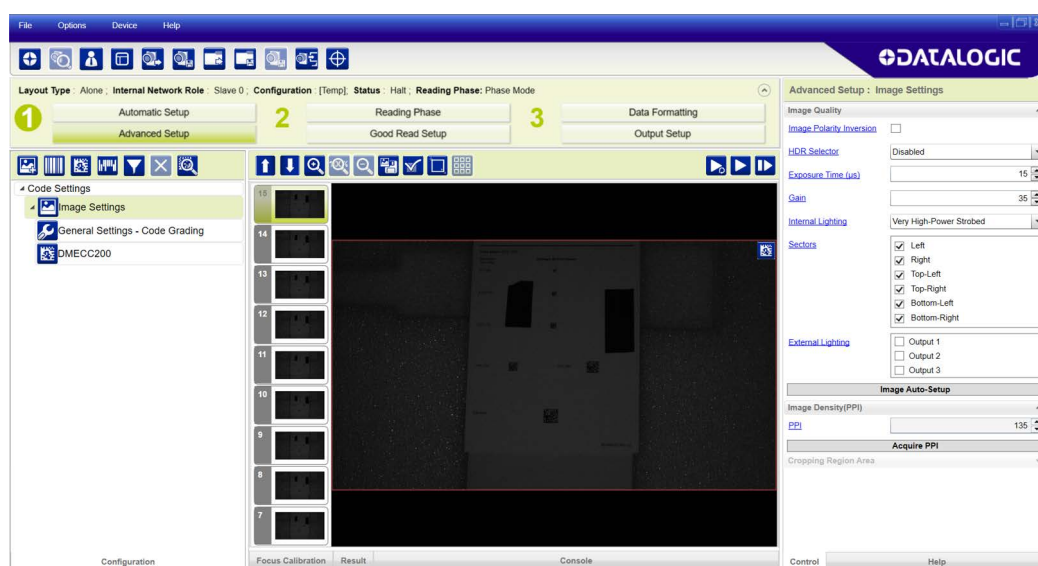 File Options Device Help
DATALOGIC
Layout Type : Alone ; Internal Network Role : Slave 0 ; Configuration : [Temp]; Status : Halt ; Reading Phase: Phase Mode
1
Automatic Setup
Advanced Setup
2
Reading Phase
Good Read Setup
3
Data Formatting
Output Setup
Code Settings
Image Settings
General Settings - Code Grading
DMECC200
Configuration
15
14
13
12
11
10
9
8
7
Focus Calibration Result Console
Advanced Setup : Image Settings
Image Quality
Image Polarity Inversion
HDR Selector Disabled
Exposure Time (µs) 15
Gain 35
Internal Lighting Very High-Power Strobed
Sectors
Left
Right
Top-Left
Top-Right
Bottom-Left
Bottom-Right
External Lighting
Output 1
Output 2
Output 3
Image Auto-Setup
Image Density(PPI)
PPI 135
Acquire PPI
Cropping Region Area
Control Help